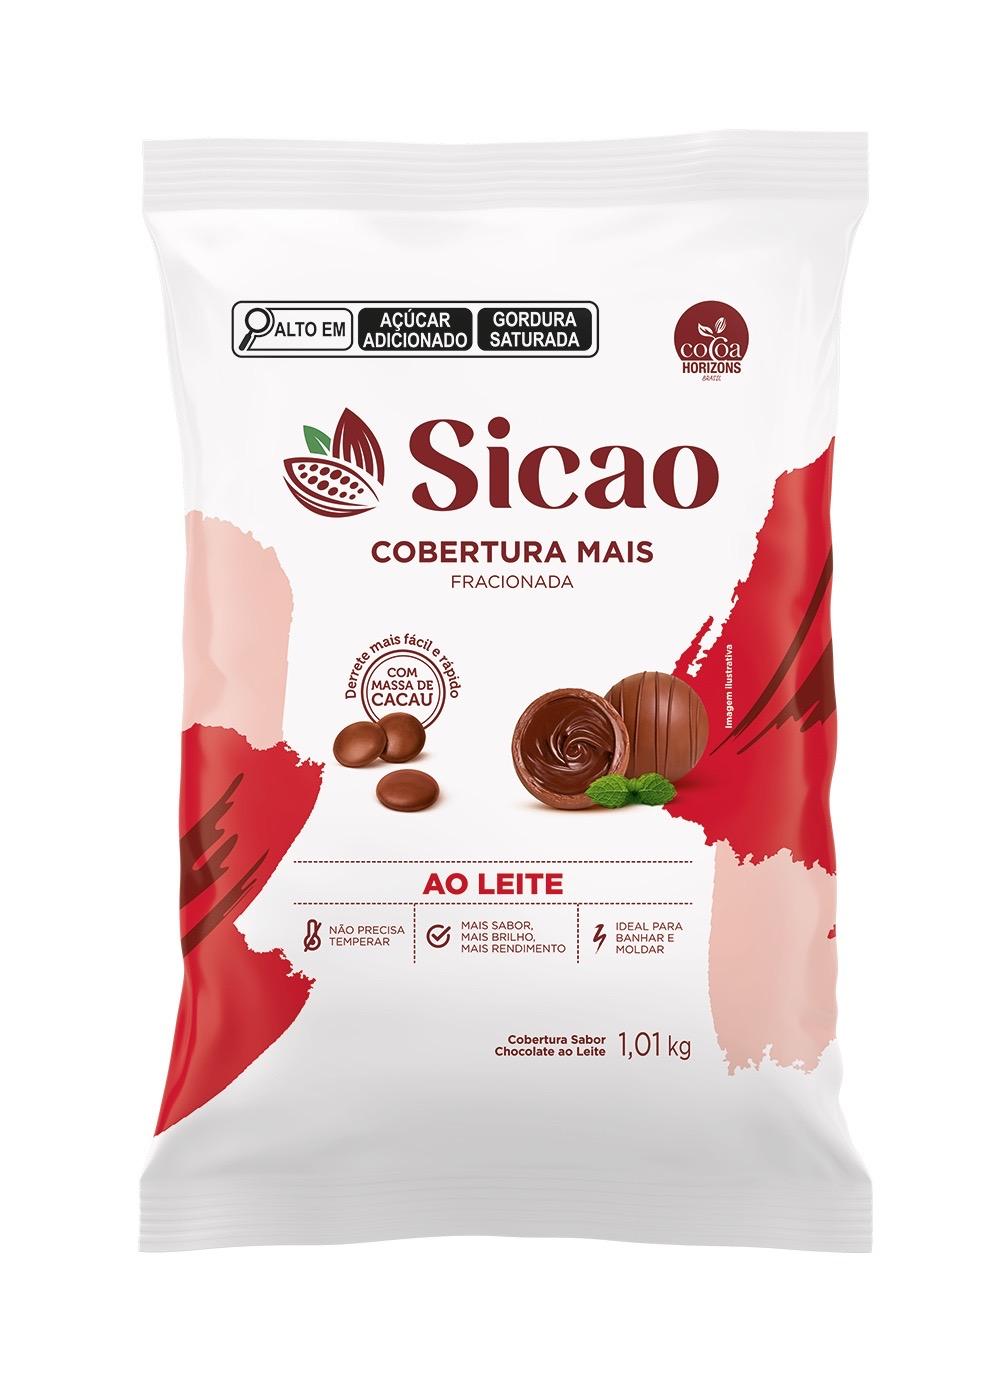 ALTO EM
AÇÚCAR
ADICIONADO
GORDURA
SATURADA
cocoa
HORIZONS
BRASIL
Sicao
COBERTURA MAIS
FRACIONADA
Derrete mais fácil e rápido
COM
MASSA DE
CACAU
Imagem ilustrativa
AO LEITE
NÃO PRECISA
TEMPERAR
MAIS SABOR,
MAIS BRILHO,
MAIS RENDIMENTO
IDEAL PARA
BANHAR E
MOLDAR
Cobertura Sabor
Chocolate ao Leite 1,01 kg